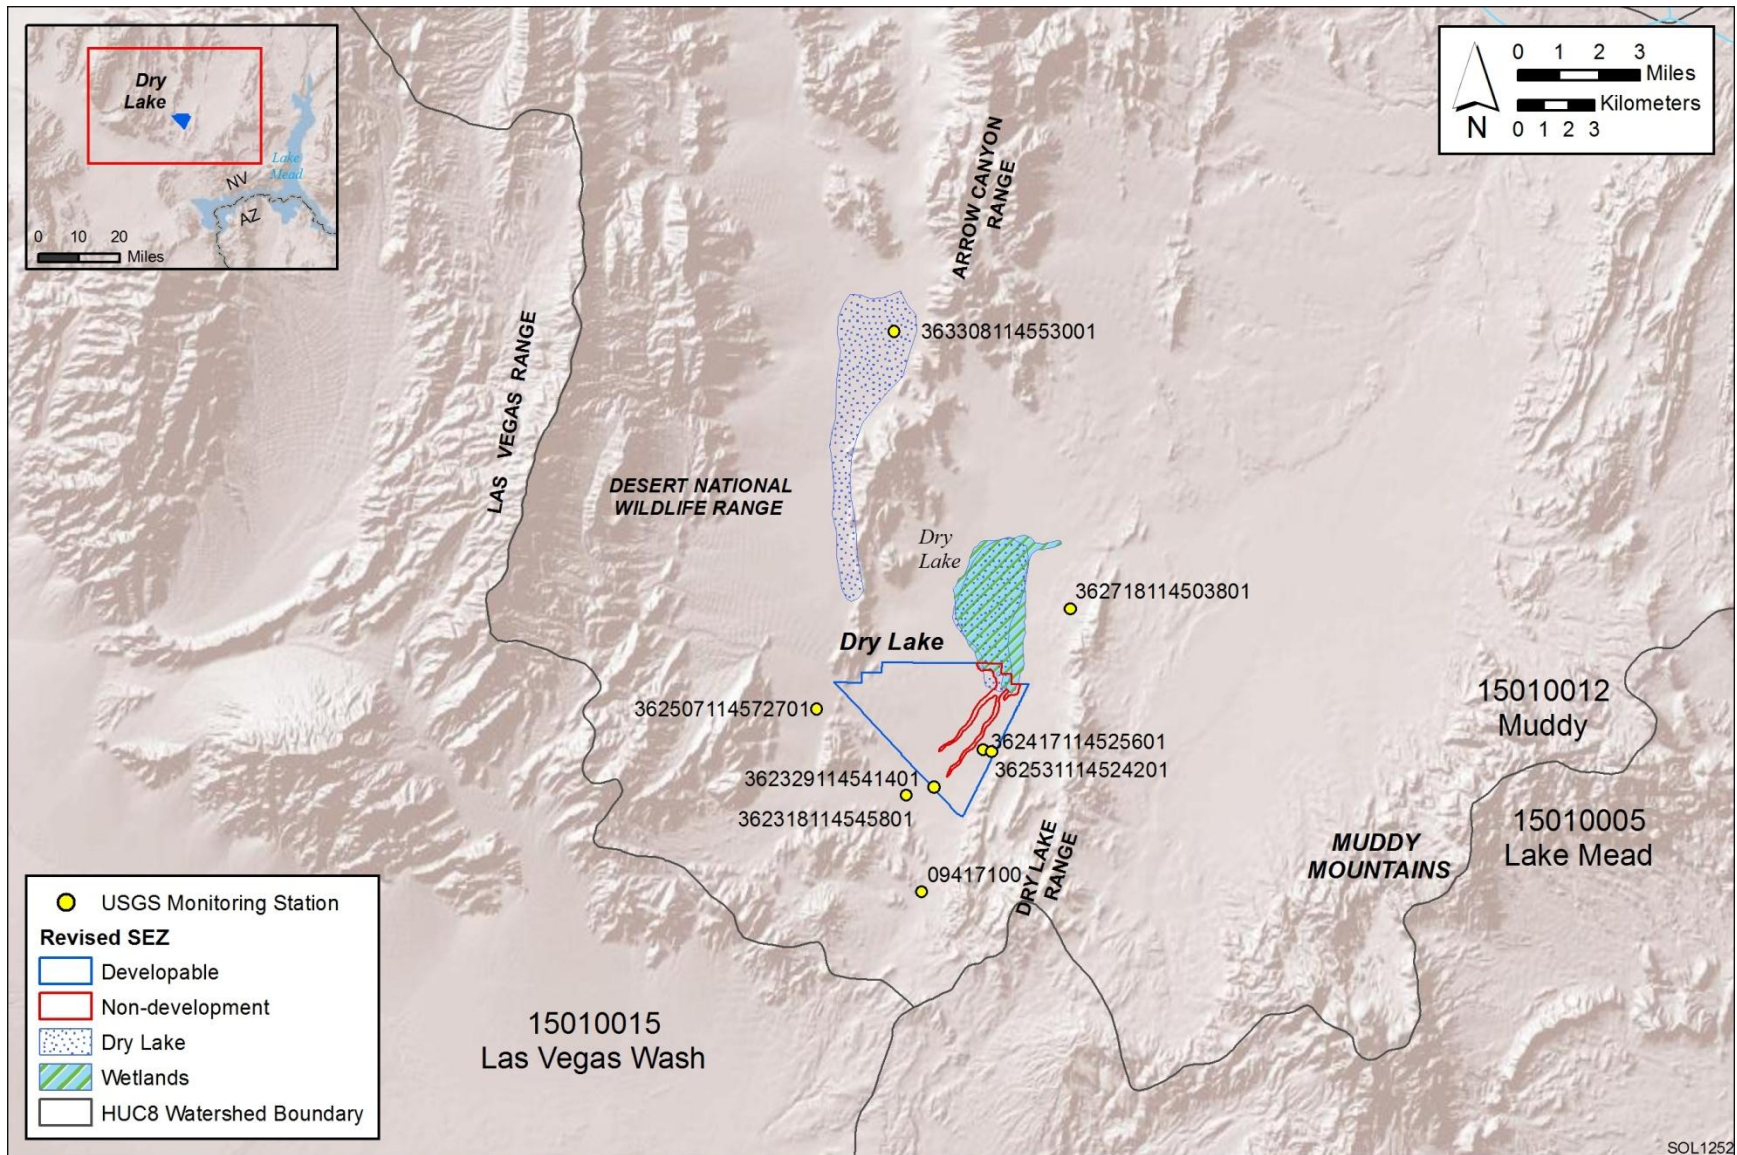 Dry
Lake
Lake
Mead
NV
AZ
0 10 20
Miles
0 1 2 3
Miles
Kilometers
0 1 2 3
N
ARROW CANYON
RANGE
363308114553001
LAS VEGAS RANGE
DESERT NATIONAL
WILDLIFE RANGE
Dry
Lake
362718114503801
Dry Lake
362507114572701
362417114525601
362531114524201
362329114541401
362318114545801
09417100
DRY LAKE
RANGE
15010012
Muddy
15010005
Lake Mead
MUDDY
MOUNTAINS
15010015
Las Vegas Wash
USGS Monitoring Station
Revised SEZ
Developable
Non-development
Dry Lake
Wetlands
HUC8 Watershed Boundary
SOL1252